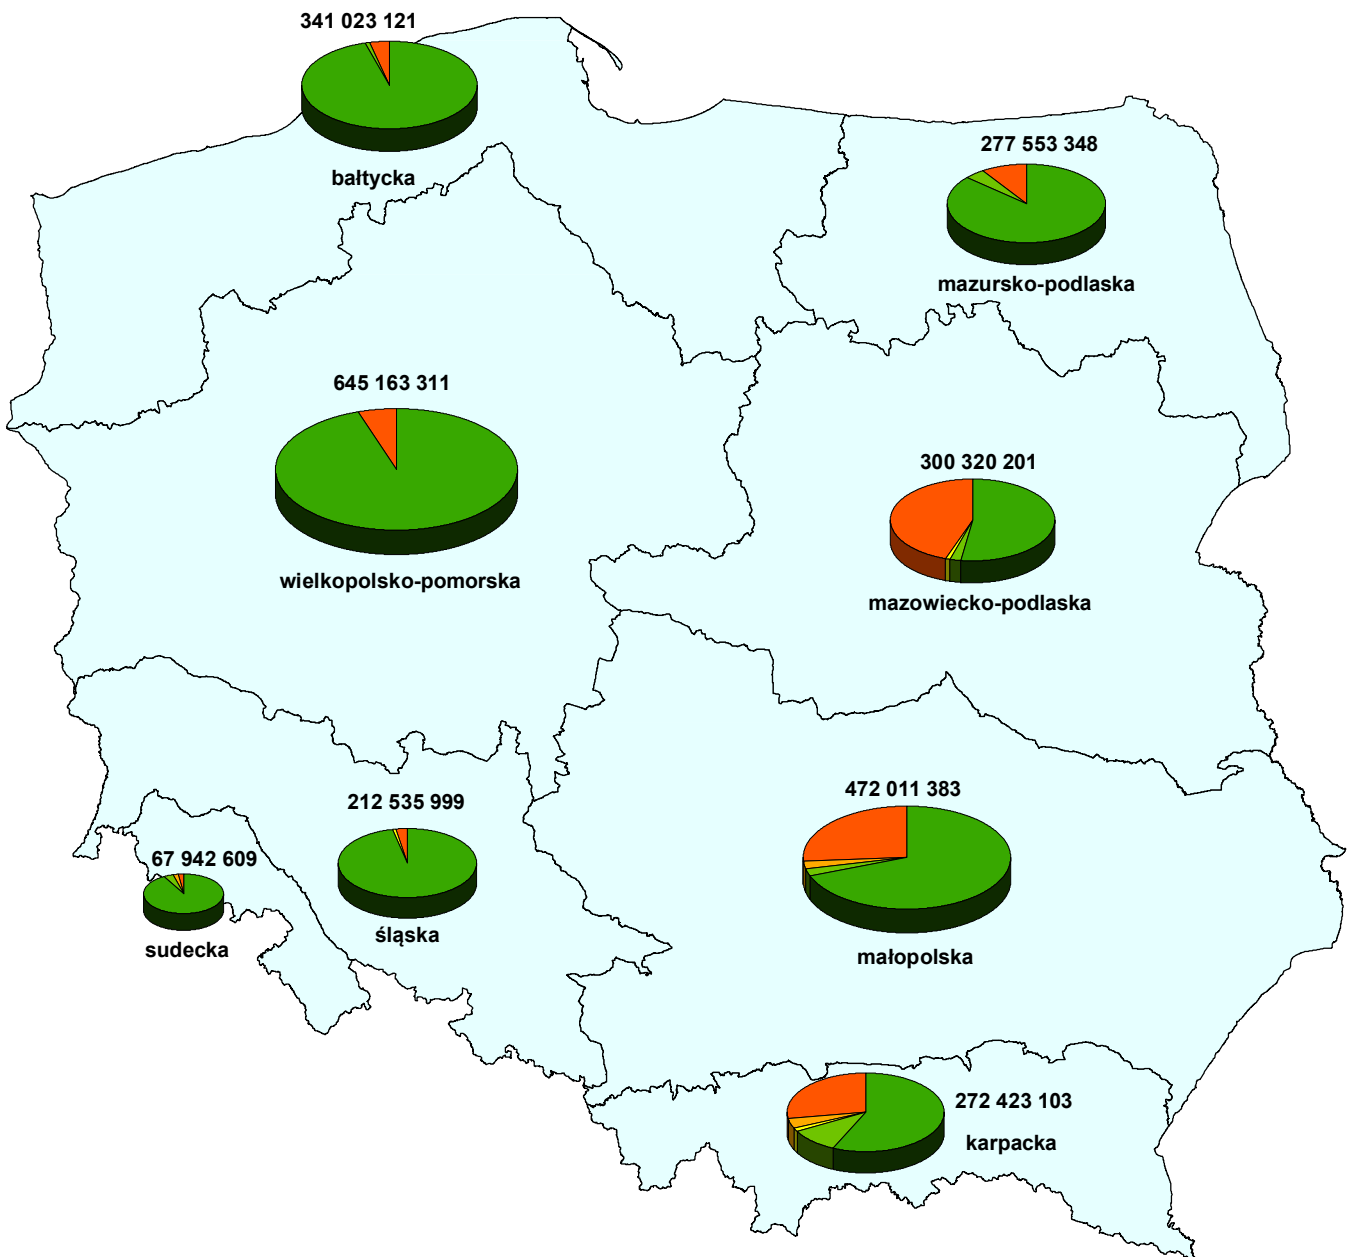 341 023 121
bałtycka
277 553 348
mazursko-podlaska
645 163 311
wielkopolsko-pomorska
300 320 201
mazowiecko-podlaska
472 011 383
małopolska
212 535 999
śląska
67 942 609
sudecka
272 423 103
karpacka